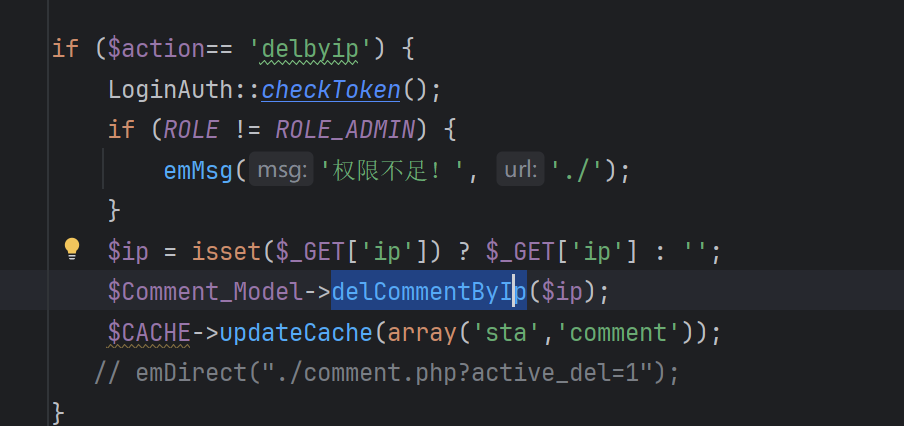 if ($action== 'delbyip') {
    LoginAuth::checkToken();
    if (ROLE != ROLE_ADMIN) {
        emMsg( msg: '权限不足！', url: './');
    }
    $ip = isset($_GET['ip']) ? $_GET['ip'] : '';
    $Comment_Model->delCommentByIp($ip);
    $CACHE->updateCache(array('sta','comment'));
   // emDirect("./comment.php?active_del=1");
}